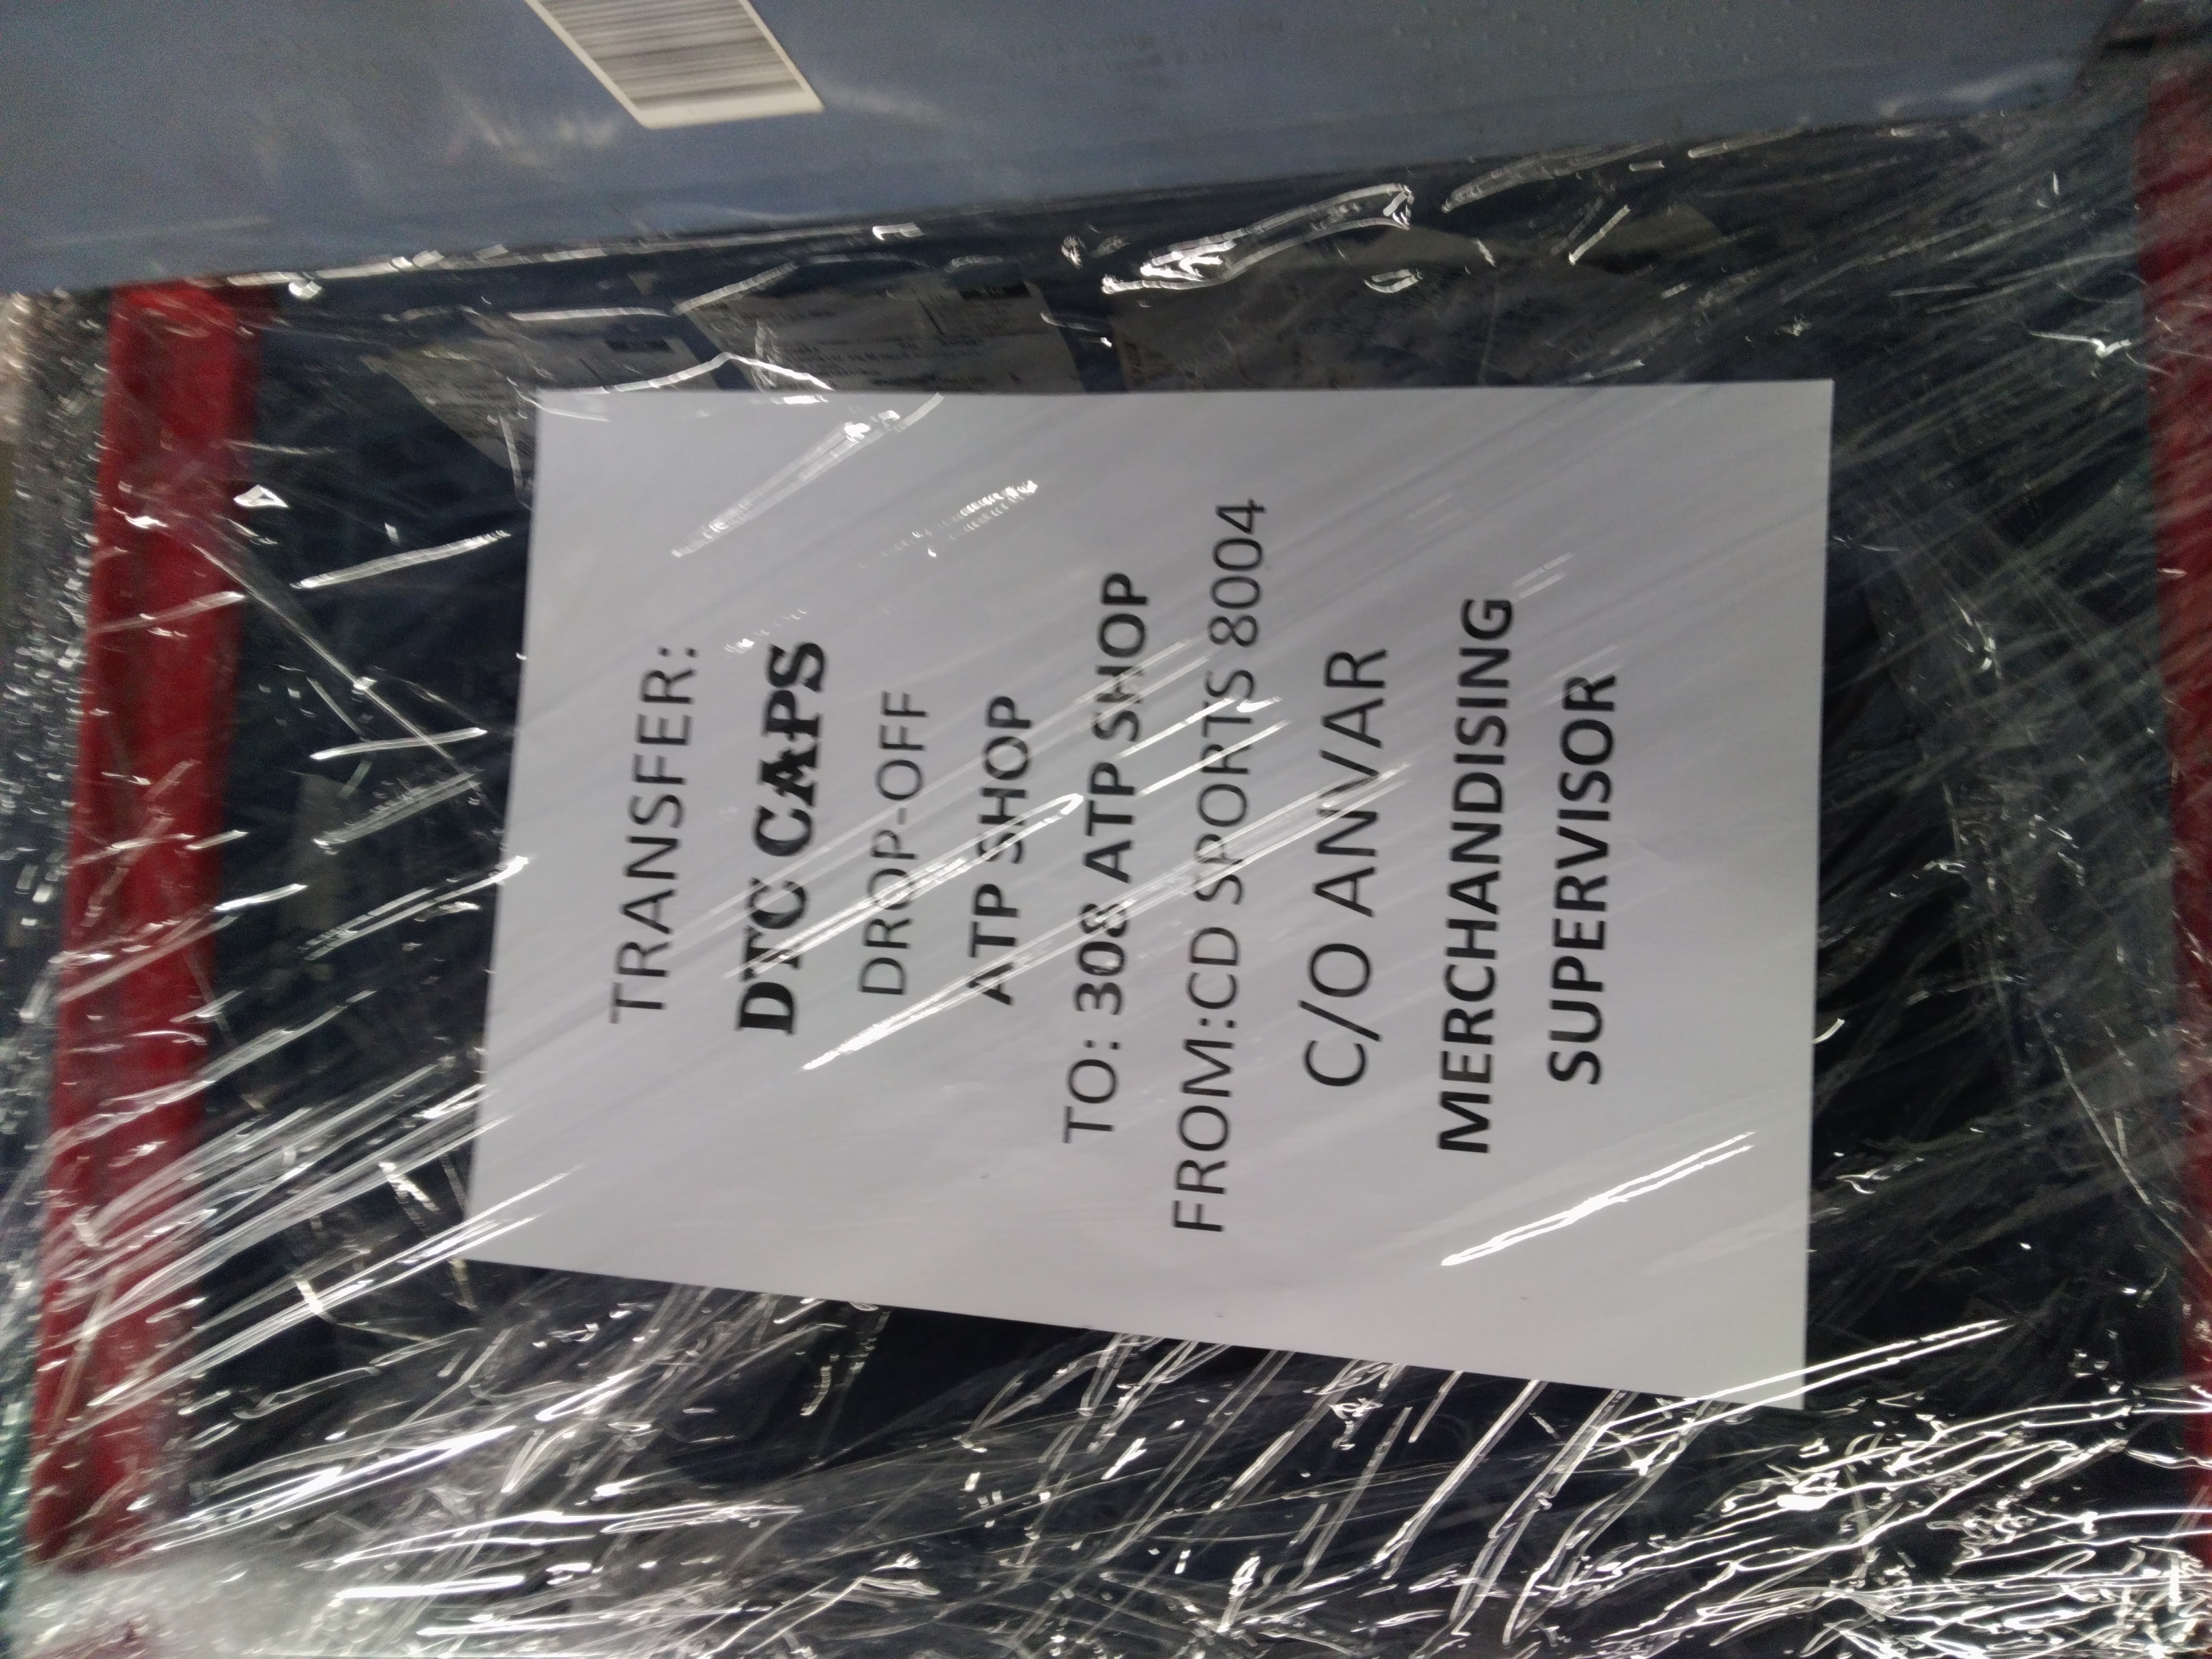 TRANSFER:
DTC CAPS
DROP-OFF
ATP SHOP
TO: 308 ATP SHOP
FROM:CD SPORTS 8004
C/O ANVAR
MERCHANDISING
SUPERVISOR